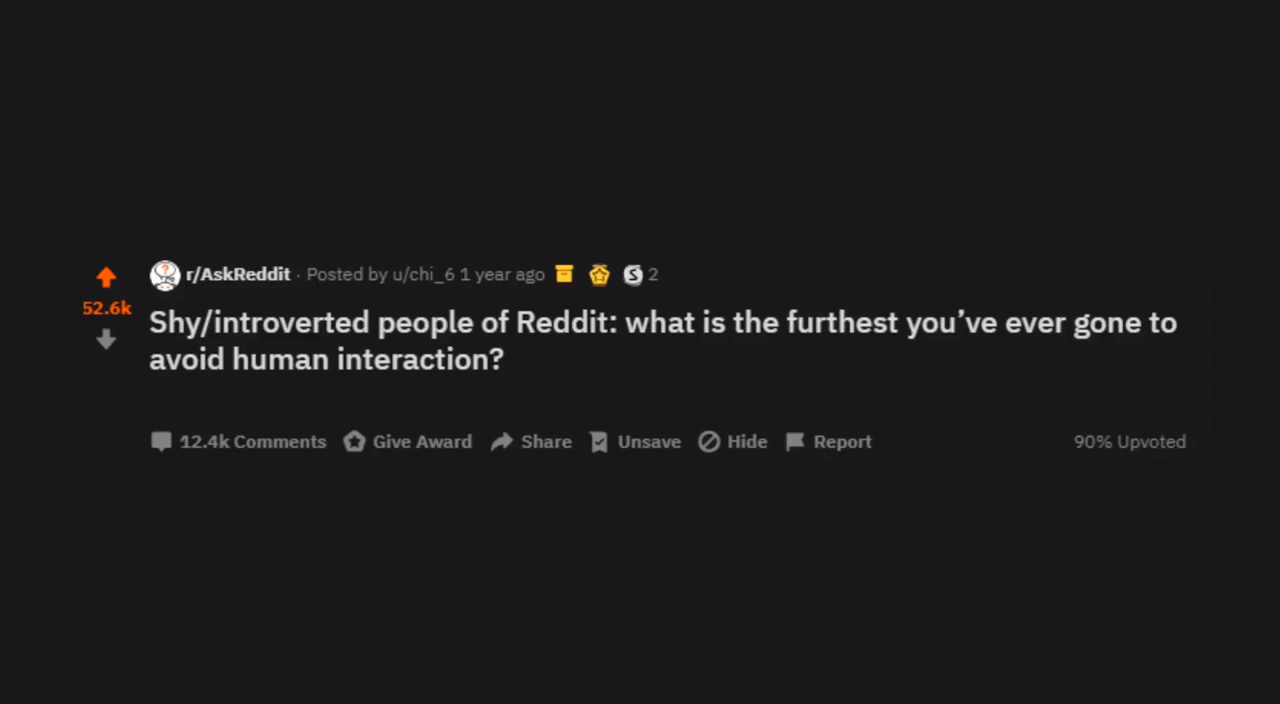 r/AskReddit · Posted by u/chi_6 1 year ago 2
52.6k
Shy/introverted people of Reddit: what is the furthest you’ve ever gone to
avoid human interaction?
12.4k Comments Give Award Share Unsave Hide Report 90% Upvoted